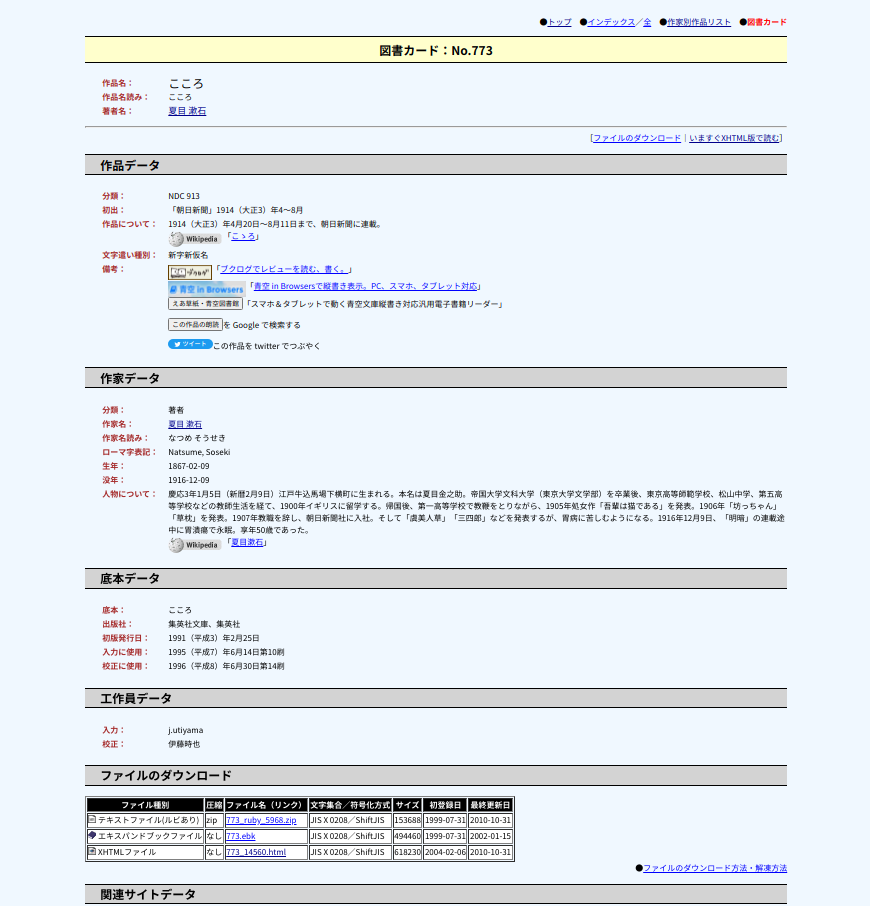 ●トップ ●インデックス／全 ●作家別作品リスト ●図書カード
図書カード：No.773
作品名： こころ
作品名読み： こころ
著者名： 夏目 漱石
[ファイルのダウンロード｜いますぐXHTML版で読む]
作品データ
分類： NDC 913
初出： 「朝日新聞」1914（大正3）年4～8月
作品について： 1914（大正3）年4月20日～8月11日まで、朝日新聞に連載。
Wikipedia 「こゝろ」
文字遣い種別： 新字新仮名
備考： ブクログ 「ブクログでレビューを読む、書く。」
青空 in Browsers 「青空 in Browsersで縦書き表示。PC、スマホ、タブレット対応」
えあ草紙・青空図書館 「スマホ＆タブレットで動く青空文庫縦書き対応汎用電子書籍リーダー」
この作品の朗読 を Google で検索する
ツイート この作品を twitter でつぶやく
作家データ
分類： 著者
作家名： 夏目 漱石
作家名読み： なつめ そうせき
ローマ字表記： Natsume, Soseki
生年： 1867-02-09
没年： 1916-12-09
人物について： 慶応3年1月5日（新暦2月9日）江戸牛込馬場下横町に生まれる。本名は夏目金之助。帝国大学文科大学（東京大学文学部）を卒業後、東京高等師範学校、松山中学、第五高
等学校などの教師生活を経て、1900年イギリスに留学する。帰国後、第一高等学校で教鞭をとりながら、1905年処女作「吾輩は猫である」を発表。1906年「坊っちゃん」
「草枕」を発表。1907年教職を辞し、朝日新聞社に入社。そして「虞美人草」「三四郎」などを発表するが、胃病に苦しむようになる。1916年12月9日、「明暗」の連載途
中に胃潰瘍で永眠。享年50歳であった。
Wikipedia 「夏目漱石」
底本データ
底本： こころ
出版社： 集英社文庫、集英社
初版発行日： 1991（平成3）年2月25日
入力に使用： 1995（平成7）年6月14日第10刷
校正に使用： 1996（平成8）年6月30日第14刷
工作員データ
入力： j.utiyama
校正： 伊藤時也
ファイルのダウンロード
ファイル種別 圧縮 ファイル名（リンク） 文字集合／符号化方式 サイズ 初登録日 最終更新日
テキストファイル(ルビあり) zip 773_ruby_5968.zip JIS X 0208／ShiftJIS 153688 1999-07-31 2010-10-31
エキスパンドブックファイル なし 773.ebk JIS X 0208／ShiftJIS 494460 1999-07-31 2002-01-15
XHTMLファイル なし 773_14560.html JIS X 0208／ShiftJIS 618230 2004-02-06 2010-10-31
●ファイルのダウンロード方法・解凍方法
関連サイトデータ